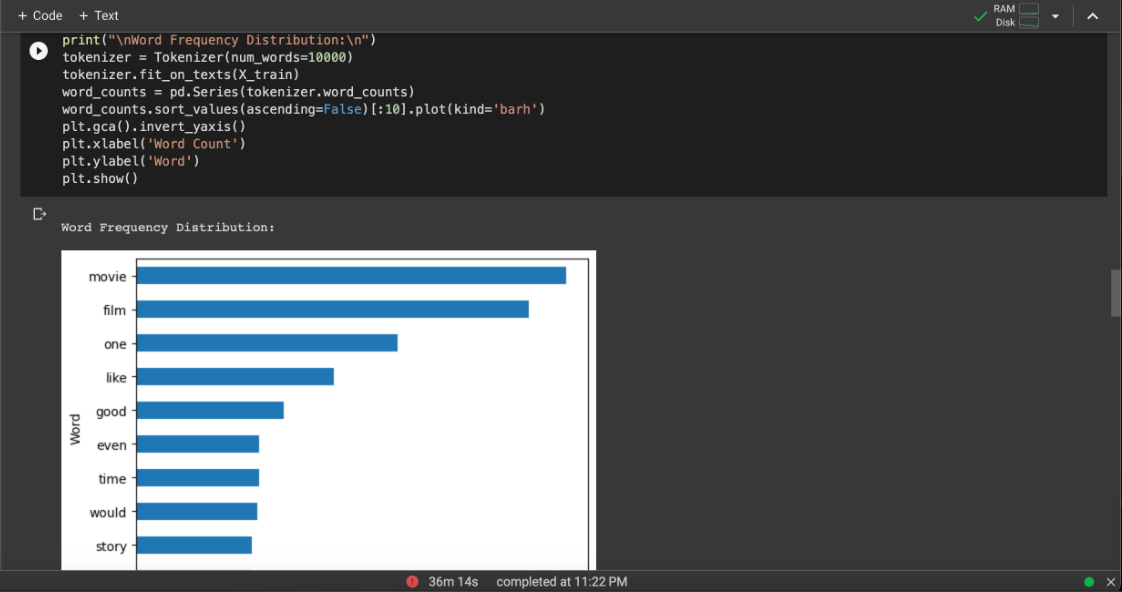 + Code + Text
RAM
Disk
print("\nWord Frequency Distribution:\n")
tokenizer = Tokenizer(num_words=10000)
tokenizer.fit_on_texts(X_train)
word_counts = pd.Series(tokenizer.word_counts)
word_counts.sort_values(ascending=False)[:10].plot(kind='barh')
plt.gca().invert_yaxis()
plt.xlabel('Word Count')
plt.ylabel('Word')
plt.show()
Word Frequency Distribution:
movie
film
one
like
good
Word
even
time
would
story
36m 14s completed at 11:22 PM